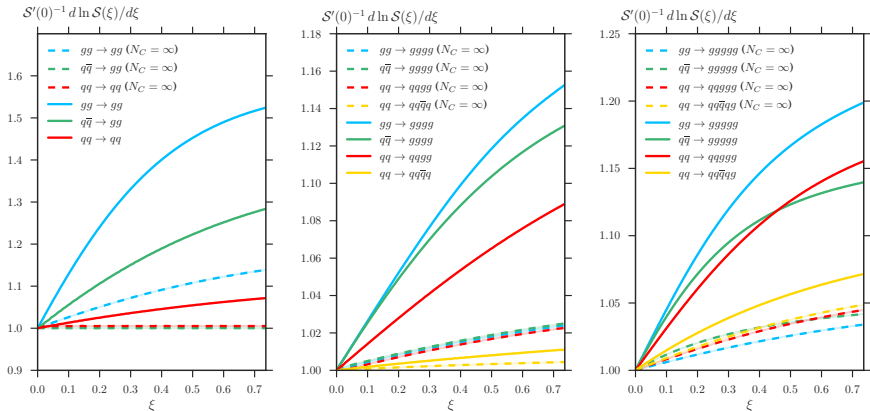 S′(0)⁻¹ d ln S(ξ)/dξ
1.6
1.5
1.4
1.3
1.2
1.1
1.0
0.9
gg → gg (N_C = ∞)
qq̅ → gg (N_C = ∞)
qq → qq (N_C = ∞)
gg → gg
qq̅ → gg
qq → qq
0.0 0.1 0.2 0.3 0.4 0.5 0.6 0.7
ξ
S′(0)⁻¹ d ln S(ξ)/dξ
1.18
1.16
1.14
1.12
1.10
1.08
1.06
1.04
1.02
1.00
gg → gggg (N_C = ∞)
qq̅ → gggg (N_C = ∞)
qq → qqgg (N_C = ∞)
qq → qqq̅q (N_C = ∞)
gg → gggg
qq̅ → gggg
qq → qqgg
qq → qqq̅q
0.0 0.1 0.2 0.3 0.4 0.5 0.6 0.7
ξ
S′(0)⁻¹ d ln S(ξ)/dξ
1.25
1.20
1.15
1.10
1.05
1.00
gg → ggggg (N_C = ∞)
qq̅ → ggggg (N_C = ∞)
qq → qqggg (N_C = ∞)
qq → qqq̅qg (N_C = ∞)
gg → ggggg
qq̅ → ggggg
qq → qqggg
qq → qqq̅qg
0.0 0.1 0.2 0.3 0.4 0.5 0.6 0.7
ξ